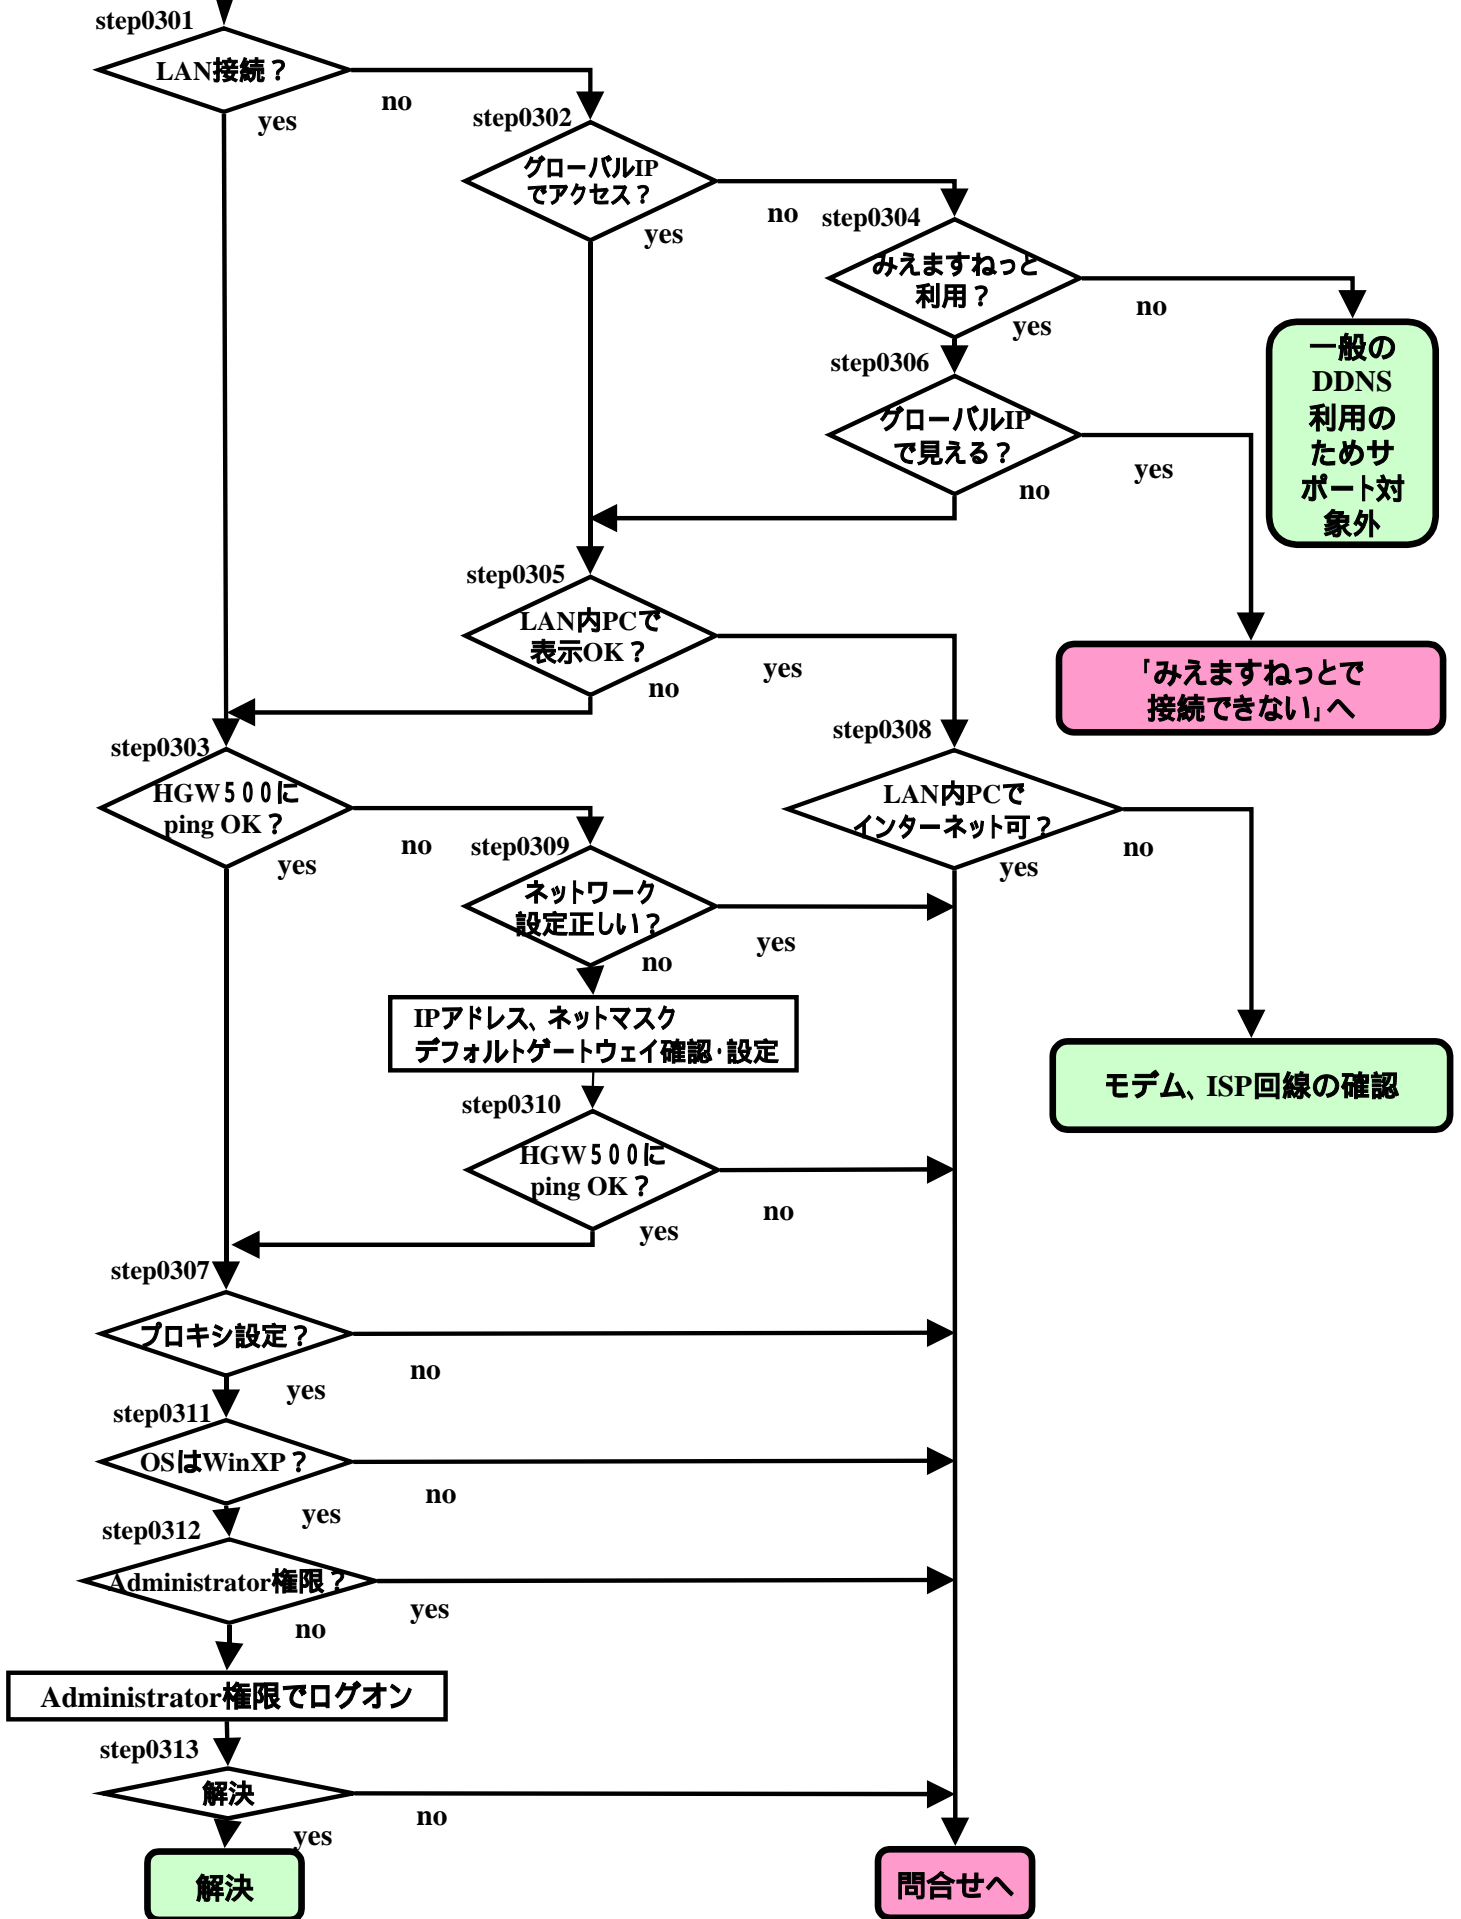 step0301
LAN接続？
no
yes
step0302
グローバルIP
でアクセス？
no
yes
step0304
みえますねっと
利用？
no
yes
一般の
DDNS
利用の
ためサ
ポート対
象外
step0306
グローバルIP
で見える？
yes
no
step0305
LAN内PCで
表示OK？
yes
no
「みえますねっとで
接続できない」へ
step0303
HGW５００に
ping OK？
no
yes
step0308
LAN内PCで
インターネット可？
no
yes
step0309
ネットワーク
設定正しい？
yes
no
IPアドレス、ネットマスク
デフォルトゲートウェイ確認・設定
モデム、ISP回線の確認
step0310
HGW５００に
ping OK？
no
yes
step0307
プロキシ設定？
no
yes
step0311
OSはWinXP？
no
yes
step0312
Administrator権限？
yes
no
Administrator権限でログオン
step0313
解決
no
yes
解決
問合せへ